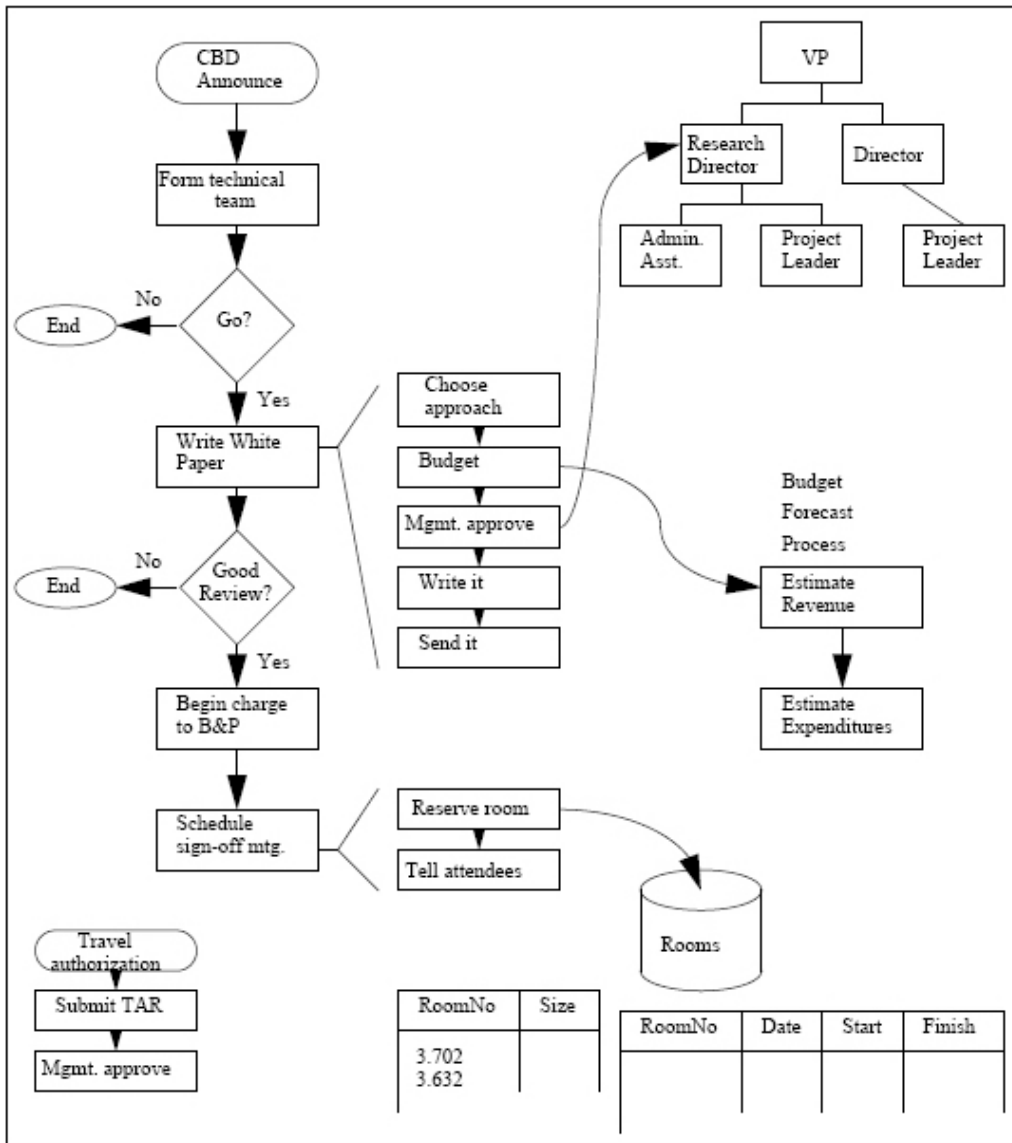 CBD
Announce
Form technical
team
Go?
No
End
Yes
Write White
Paper
Good
Review?
No
End
Yes
Begin charge
to B&P
Schedule
sign-off mtg.
Choose
approach
Budget
Mgmt. approve
Write it
Send it
Reserve room
Tell attendees
VP
Research
Director
Director
Admin.
Asst.
Project
Leader
Project
Leader
Budget
Forecast
Process
Estimate
Revenue
Estimate
Expenditures
Rooms
Travel
authorization
Submit TAR
Mgmt. approve
RoomNo Size
3.702
3.632
RoomNo Date Start Finish